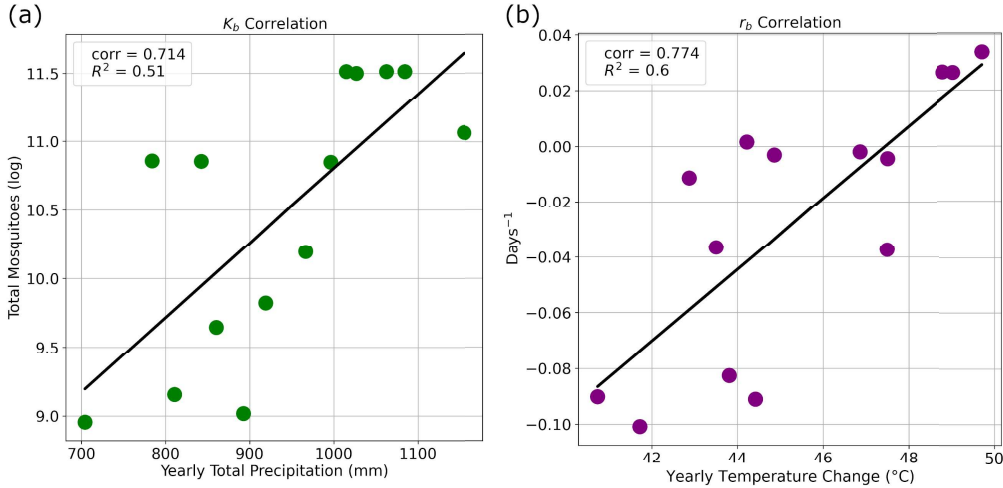 (a)
K_b Correlation
corr = 0.714
R² = 0.51
Total Mosquitoes (log)
11.5
11.0
10.5
10.0
9.5
9.0
700 800 900 1000 1100
Yearly Total Precipitation (mm)
(b)
r_b Correlation
corr = 0.774
R² = 0.6
Days⁻¹
0.04
0.02
0.00
−0.02
−0.04
−0.06
−0.08
−0.10
42 44 46 48 50
Yearly Temperature Change (°C)